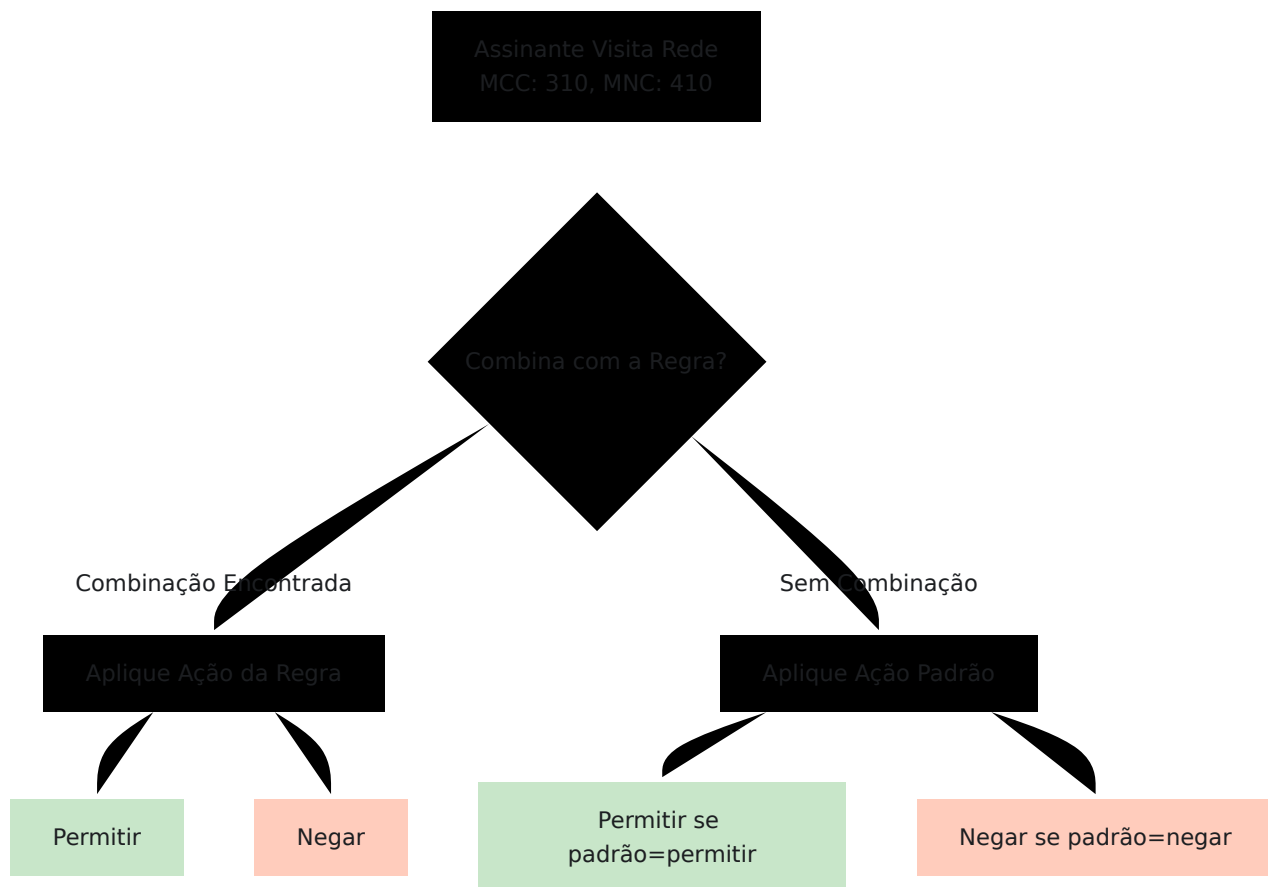 Assinante Visita Rede
MCC: 310, MNC: 410
Combina com a Regra?
Combinação Encontrada
Sem Combinação
Aplique Ação da Regra
Aplique Ação Padrão
Permitir
Negar
Permitir se
padrão=permitir
Negar se padrão=negar